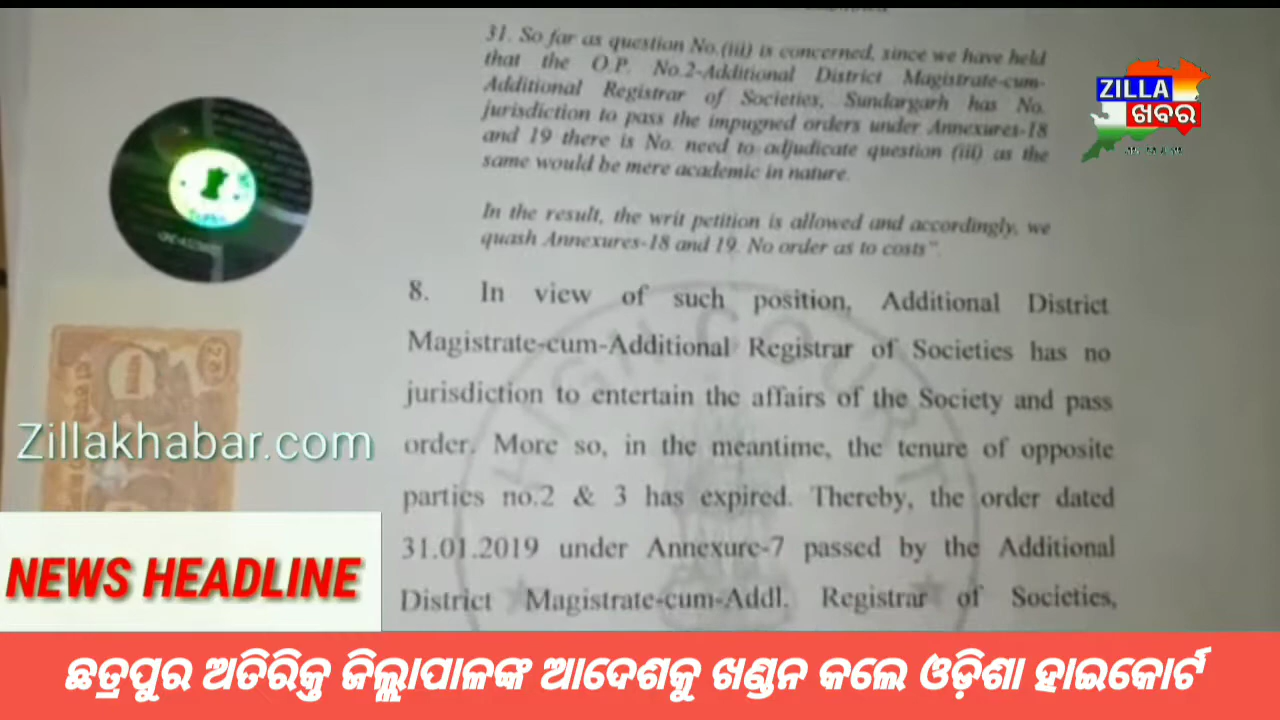 31. So far as question No.(iii) is concerned, since we have held
that the O.P. No.2-Additional District Magistrate-cum-
Additional Registrar of Societies, Sundargarh has No.
jurisdiction to pass the impugned orders under Annexures-18
and 19 there is No. need to adjudicate question (iii) as the
same would be mere academic in nature.
In the result, the writ petition is allowed and accordingly, we
quash Annexures-18 and 19. No order as to costs".
8. In view of such position, Additional District
Magistrate-cum-Additional Registrar of Societies has no
jurisdiction to entertain the affairs of the Society and pass
order. More so, in the meantime, the tenure of opposite
parties no.2 & 3 has expired. Thereby, the order dated
31.01.2019 under Annexure-7 passed by the Additional
District Magistrate-cum-Addl. Registrar of Societies,
HIGH COURT
ZILLA
ଖବର
Zillakhabar.com
NEWS HEADLINE
ଛତ୍ରପୁର ଅତିରିକ୍ତ ଜିଲ୍ଲାପାଳଙ୍କ ଆଦେଶକୁ ଖଣ୍ଡନ କଲେ ଓଡ଼ିଶା ହାଇକୋର୍ଟ